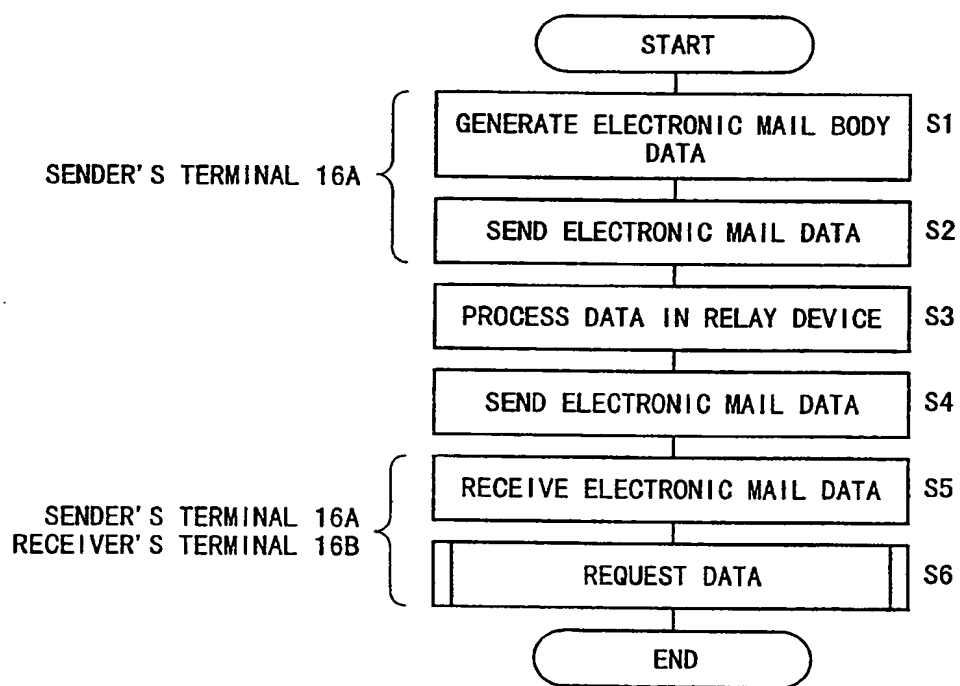 START
GENERATE ELECTRONIC MAIL BODY
DATA
S1
SENDER'S TERMINAL 16A
SEND ELECTRONIC MAIL DATA
S2
PROCESS DATA IN RELAY DEVICE
S3
SEND ELECTRONIC MAIL DATA
S4
RECEIVE ELECTRONIC MAIL DATA
S5
SENDER'S TERMINAL 16A
RECEIVER'S TERMINAL 16B
REQUEST DATA
S6
END